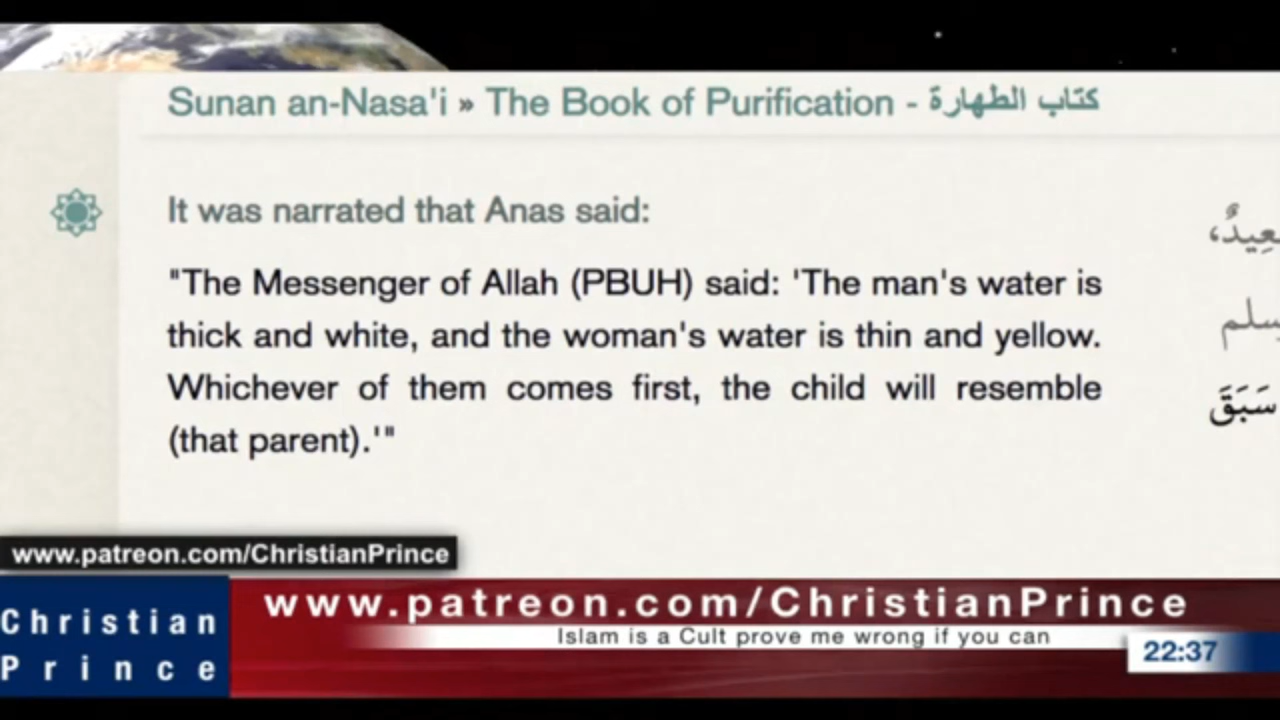 Sunan an-Nasa'i » The Book of Purification - كتاب الطهارة
It was narrated that Anas said:
"The Messenger of Allah (PBUH) said: 'The man's water is
thick and white, and the woman's water is thin and yellow.
Whichever of them comes first, the child will resemble
(that parent).'"
سَبَقَ
www.patreon.com/ChristianPrince
Christian
Prince
www.patreon.com/ChristianPrince
Islam is a Cult prove me wrong if you can
22:37